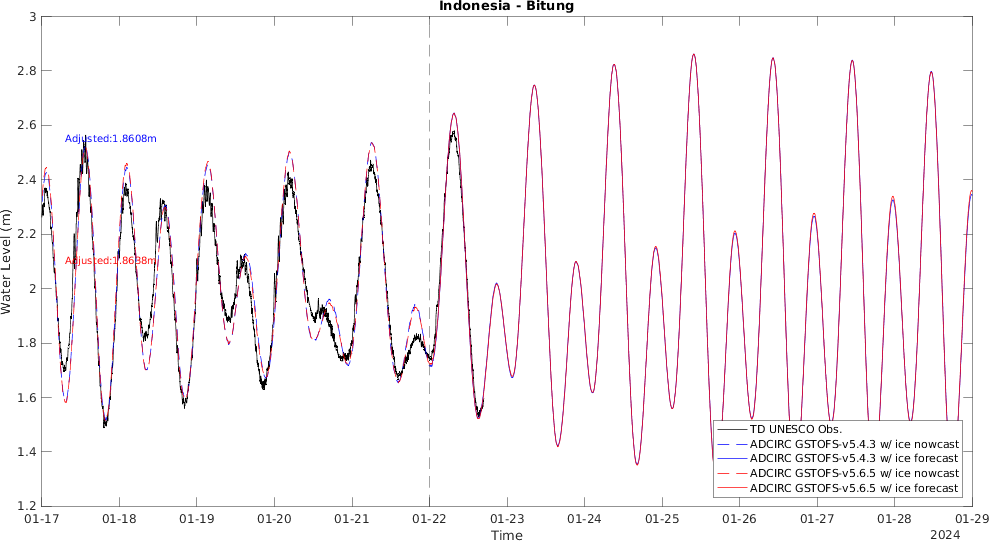 Indonesia - Bitung
3
2.8
2.6
2.4
2.2
2
1.8
1.6
1.4
1.2
Water Level (m)
Adjusted:1.8608m
Adjusted:1.8638m
TD UNESCO Obs.
ADCIRC GSTOFS-v5.4.3 w/ ice nowcast
ADCIRC GSTOFS-v5.4.3 w/ ice forecast
ADCIRC GSTOFS-v5.6.5 w/ ice nowcast
ADCIRC GSTOFS-v5.6.5 w/ ice forecast
01-17 01-18 01-19 01-20 01-21 01-22 01-23 01-24 01-25 01-26 01-27 01-28 01-29
Time
2024